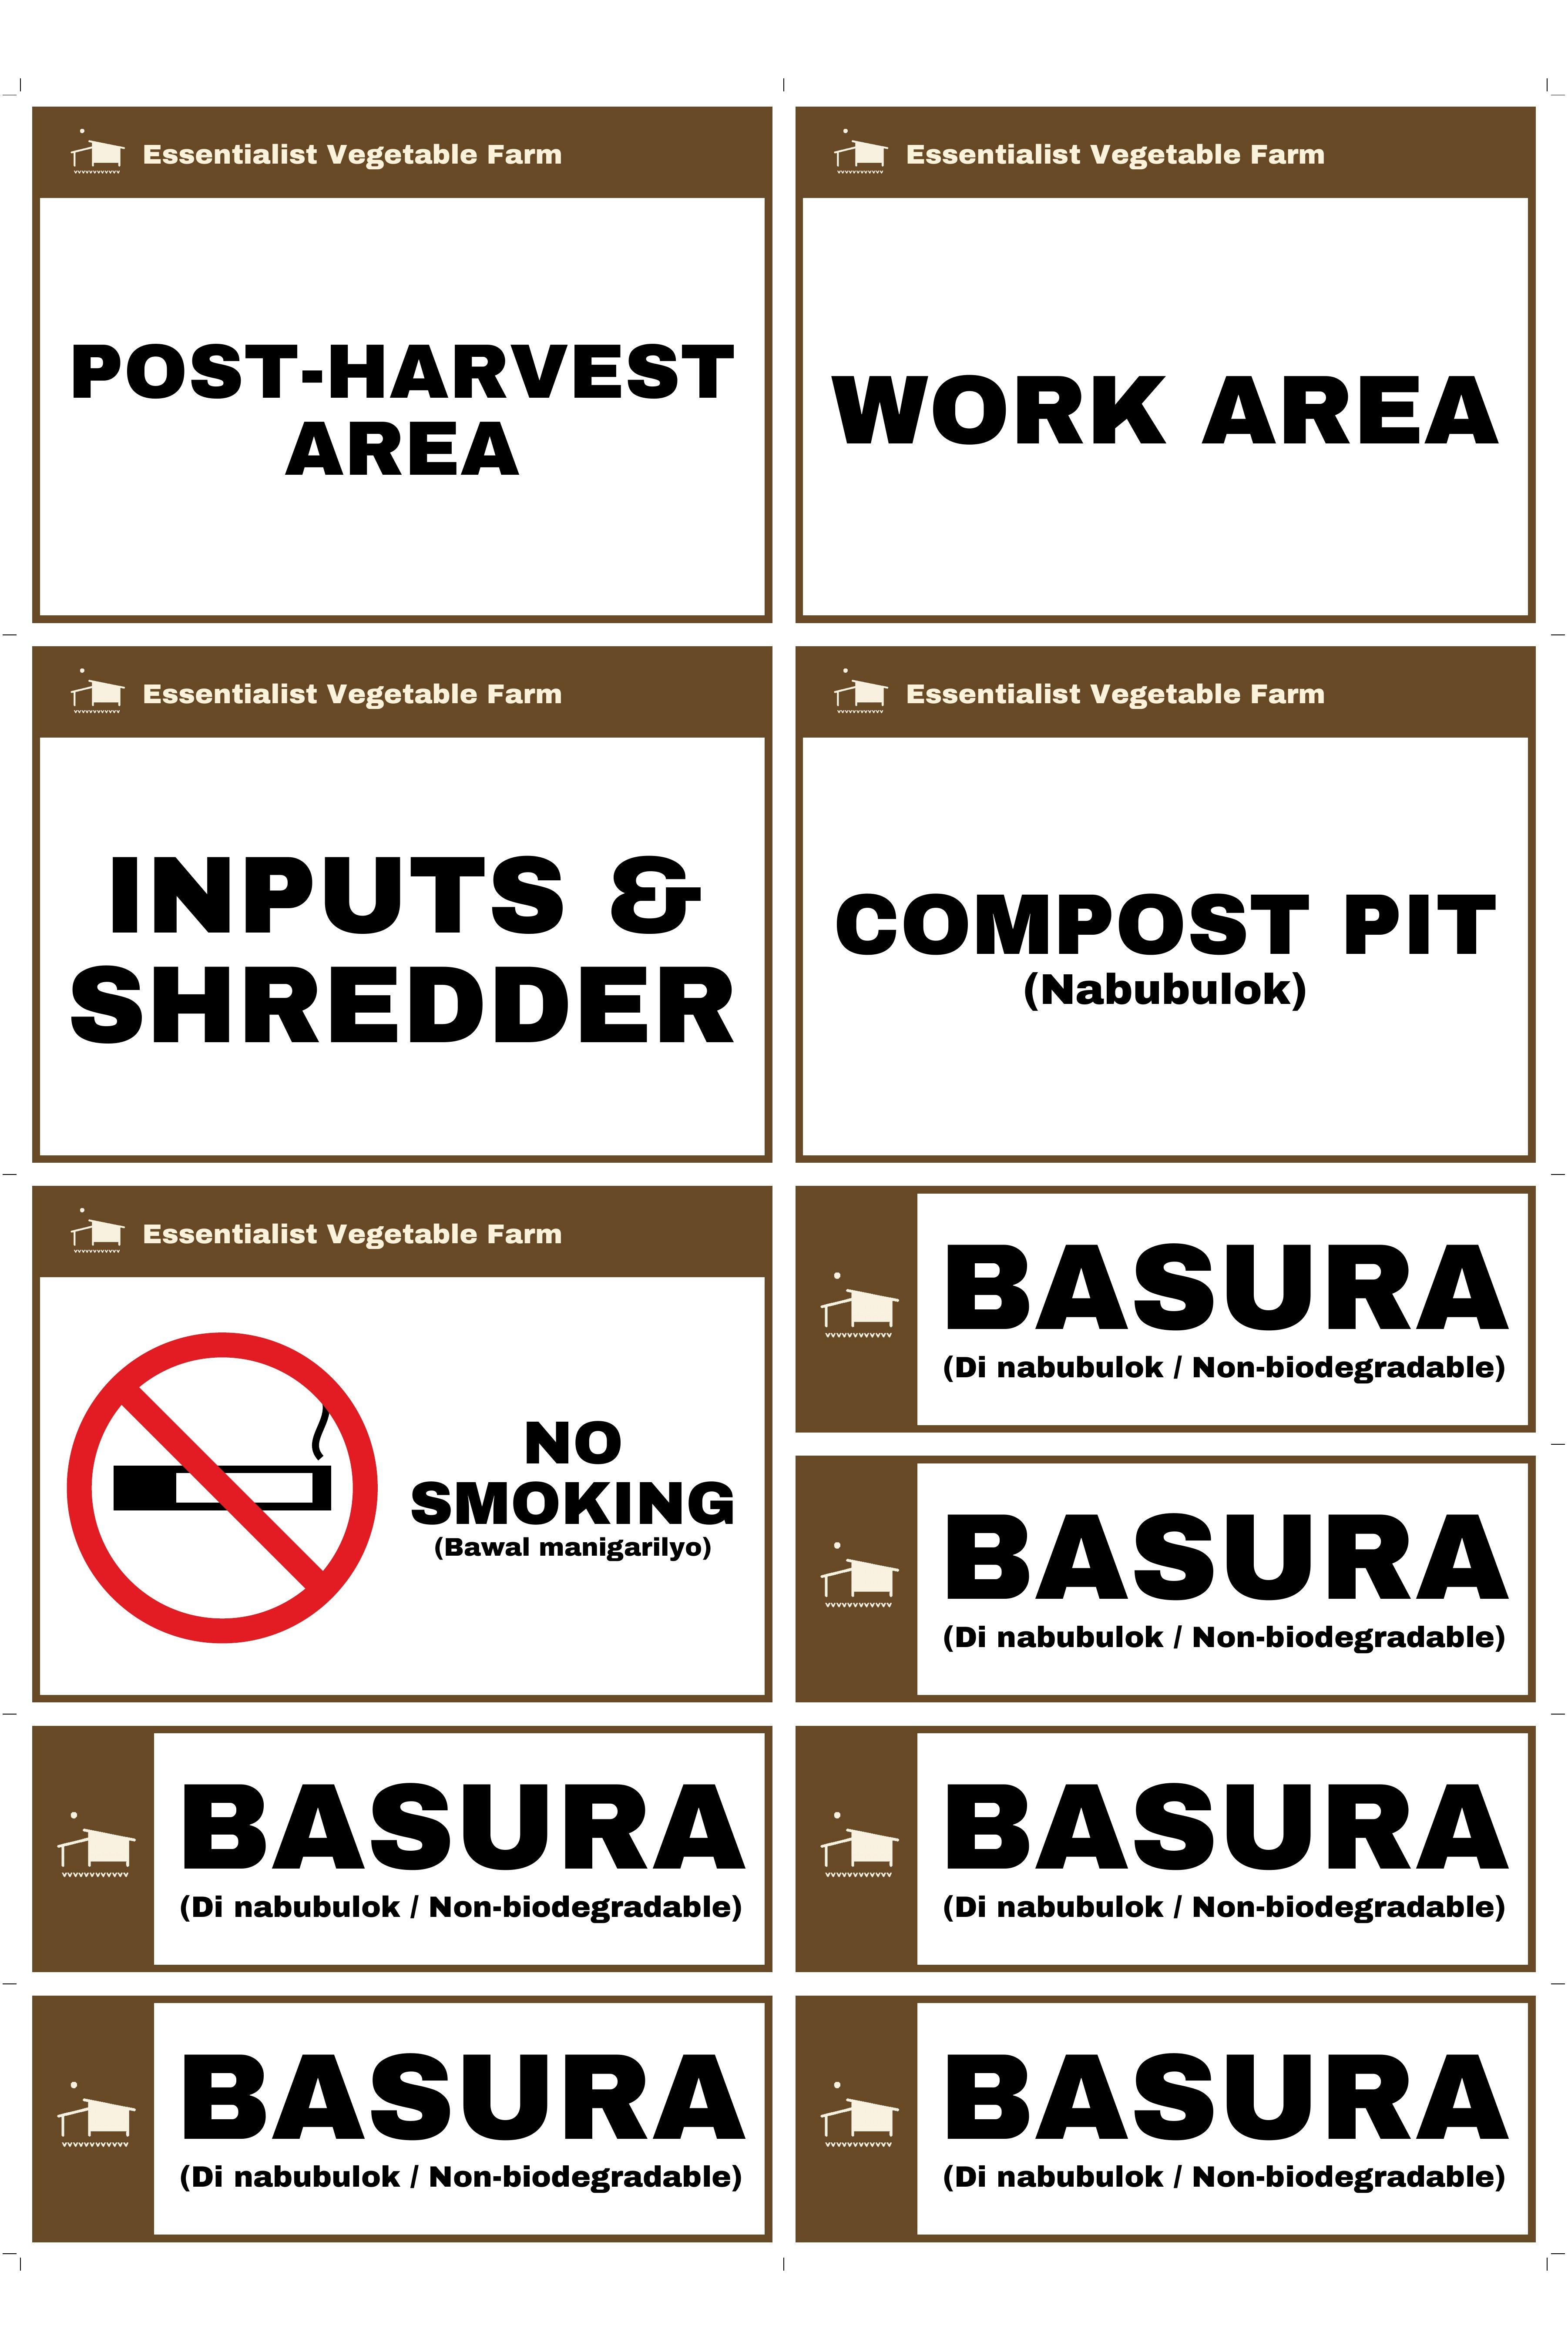 Essentialist Vegetable Farm
POST-HARVEST
AREA
Essentialist Vegetable Farm
WORK AREA
Essentialist Vegetable Farm
INPUTS &
SHREDDER
Essentialist Vegetable Farm
COMPOST PIT
(Nabubulok)
Essentialist Vegetable Farm
NO
SMOKING
(Bawal manigarilyo)
BASURA
(Di nabubulok / Non-biodegradable)
BASURA
(Di nabubulok / Non-biodegradable)
BASURA
(Di nabubulok / Non-biodegradable)
BASURA
(Di nabubulok / Non-biodegradable)
BASURA
(Di nabubulok / Non-biodegradable)
BASURA
(Di nabubulok / Non-biodegradable)